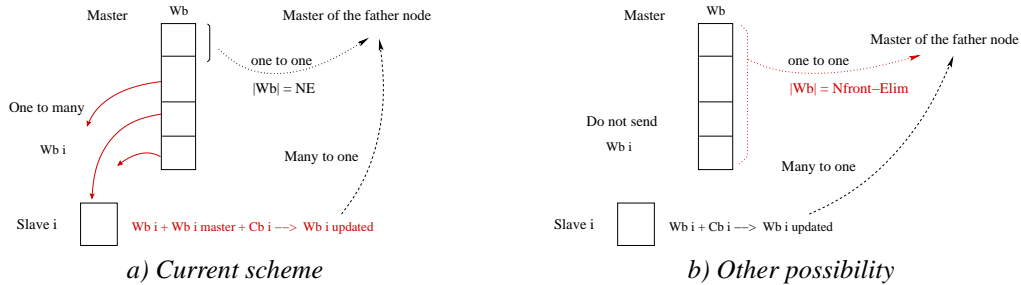 Master
Wb
Master of the father node
one to one
|Wb| = NE
One to many
Wb i
Many to one
Slave i
Wb i + Wb i master + Cb i −−> Wb i updated
a) Current scheme
Master
Wb
Master of the father node
one to one
|Wb| = Nfront−Elim
Do not send
Wb i
Many to one
Slave i
Wb i + Cb i −−> Wb i updated
b) Other possibility